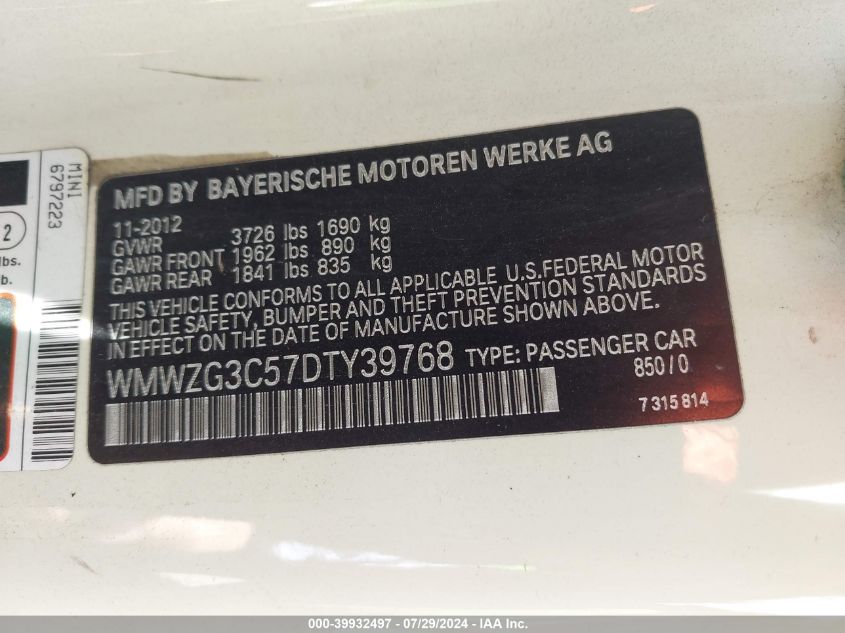 MFD BY BAYERISCHE MOTOREN WERKE AG
11-2012
GVWR 3726 lbs 1690 kg
GAWR FRONT 1962 lbs 890 kg
GAWR REAR 1841 lbs 835 kg
THIS VEHICLE CONFORMS TO ALL APPLICABLE U.S.FEDERAL MOTOR
VEHICLE SAFETY, BUMPER AND THEFT PREVENTION STANDARDS
IN EFFECT ON THE DATE OF MANUFACTURE SHOWN ABOVE.
WMWZG3C57DTY39768 TYPE: PASSENGER CAR
850/0
7 315 814
MINI
6797223
2
lbs.
lb.
000-39932497 - 07/29/2024 - IAA Inc.